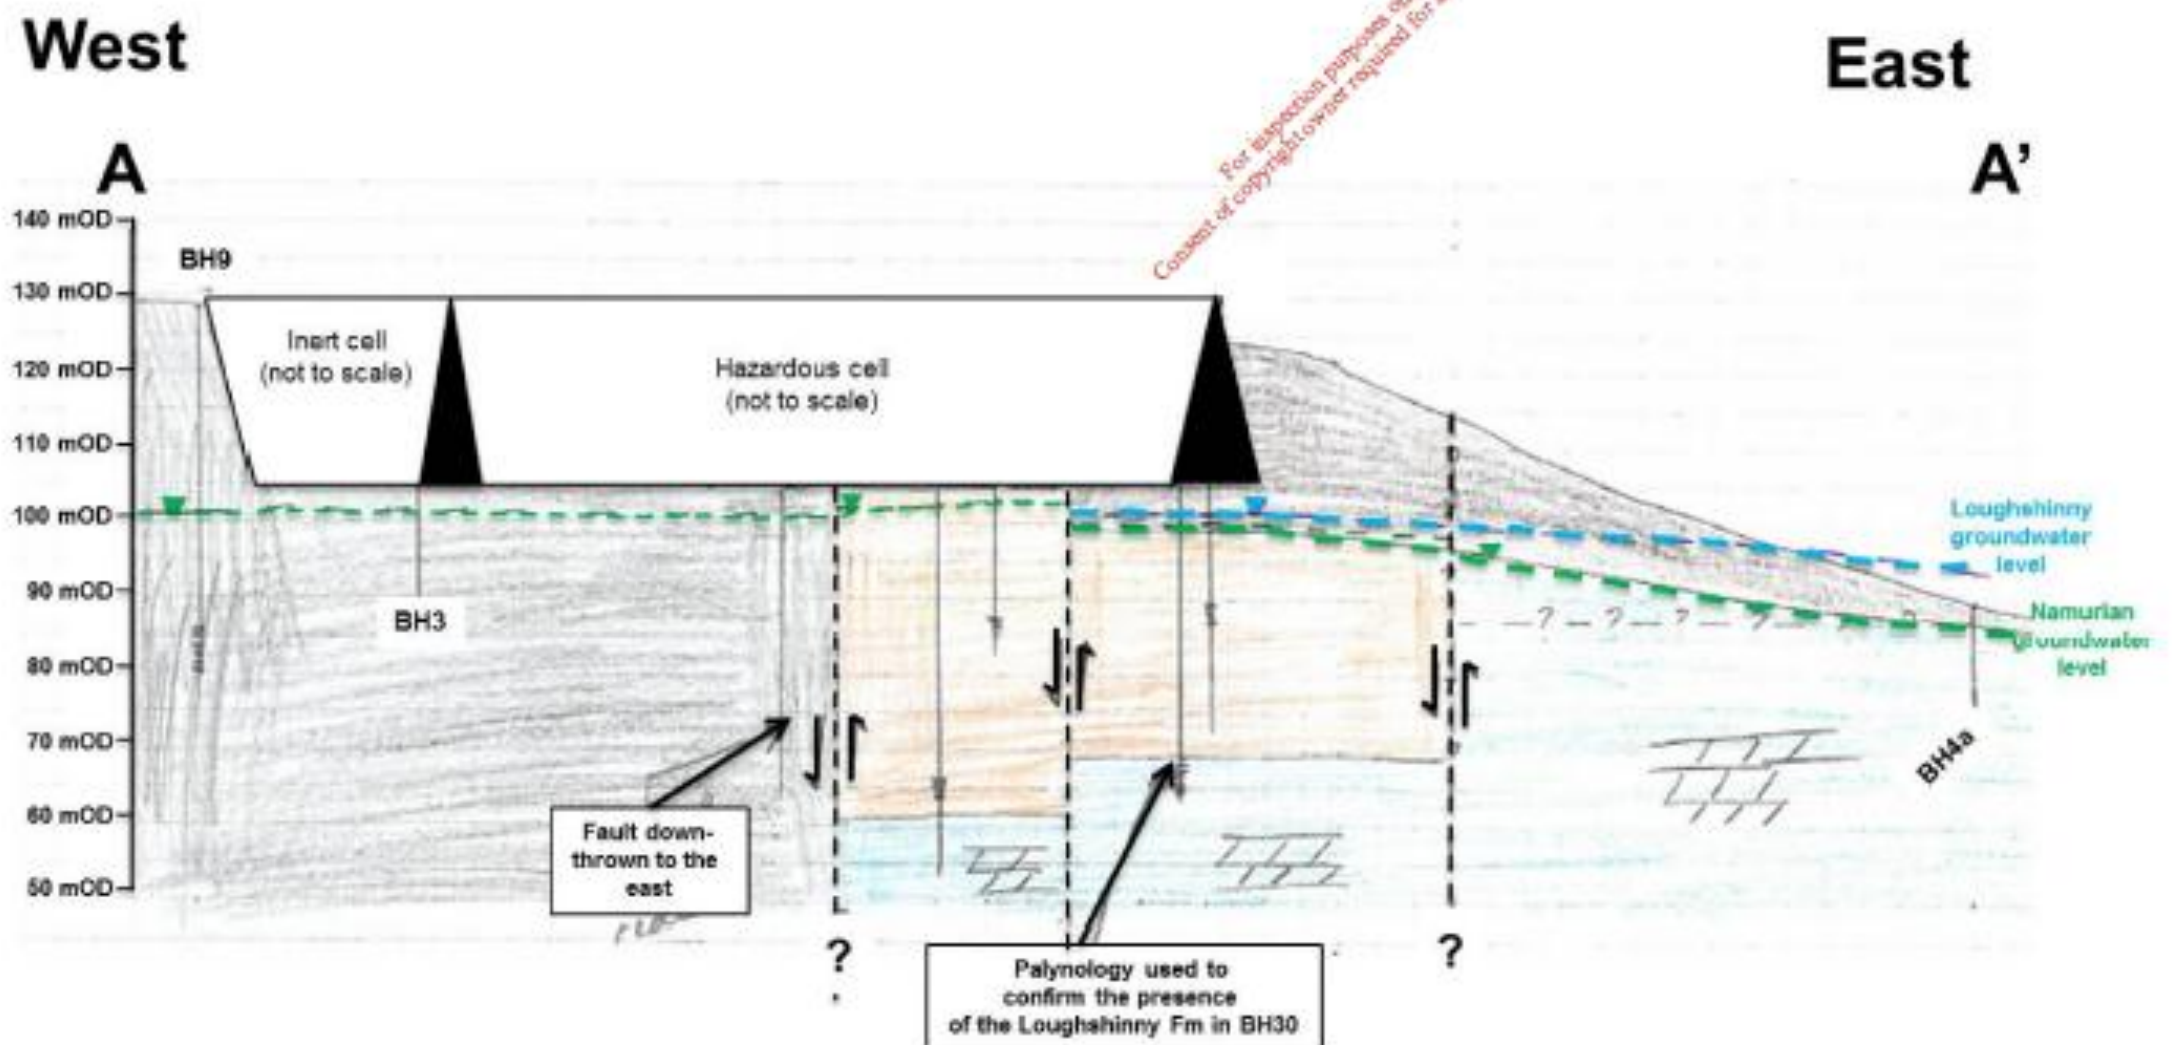 West
East
For inspection purposes
Consent of copyright owner required for
A
A’
140 mOD
BH9
130 mOD
Inert cell
(not to scale)
Hazardous cell
(not to scale)
120 mOD
110 mOD
100 mOD
Loughshinny
groundwater
level
90 mOD
BH3
? ? ? ? ?
Namurian
groundwater
level
80 mOD
70 mOD
BH4a
60 mOD
Fault down-
thrown to the
east
50 mOD
?
?
Palynology used to
confirm the presence
of the Loughshinny Fm in BH30